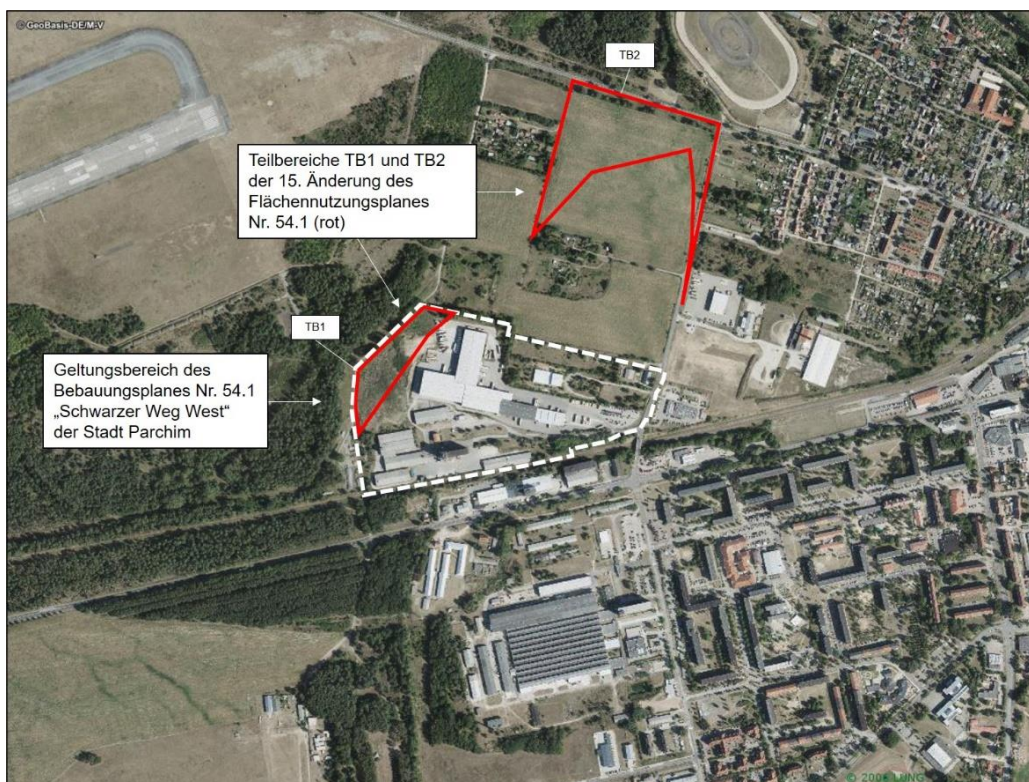 © GeoBasis-DE/M-V
TB2
Teilbereiche TB1 und TB2
der 15. Änderung des
Flächennutzungsplanes
Nr. 54.1 (rot)
TB1
Geltungsbereich des
Bebauungsplanes Nr. 54.1
„Schwarzer Weg West“
der Stadt Parchim